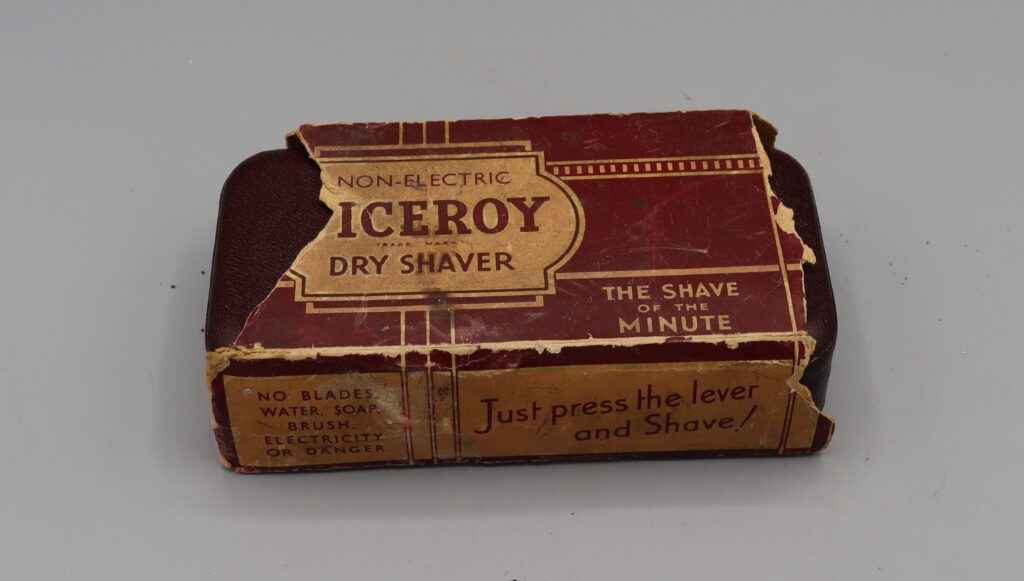 NON-ELECTRIC
ICEROY
TRADE MARK
DRY SHAVER
THE SHAVE
OF THE
MINUTE
NO BLADES,
WATER, SOAP,
BRUSH,
ELECTRICITY
OR DANGER
Just press the lever
and Shave!